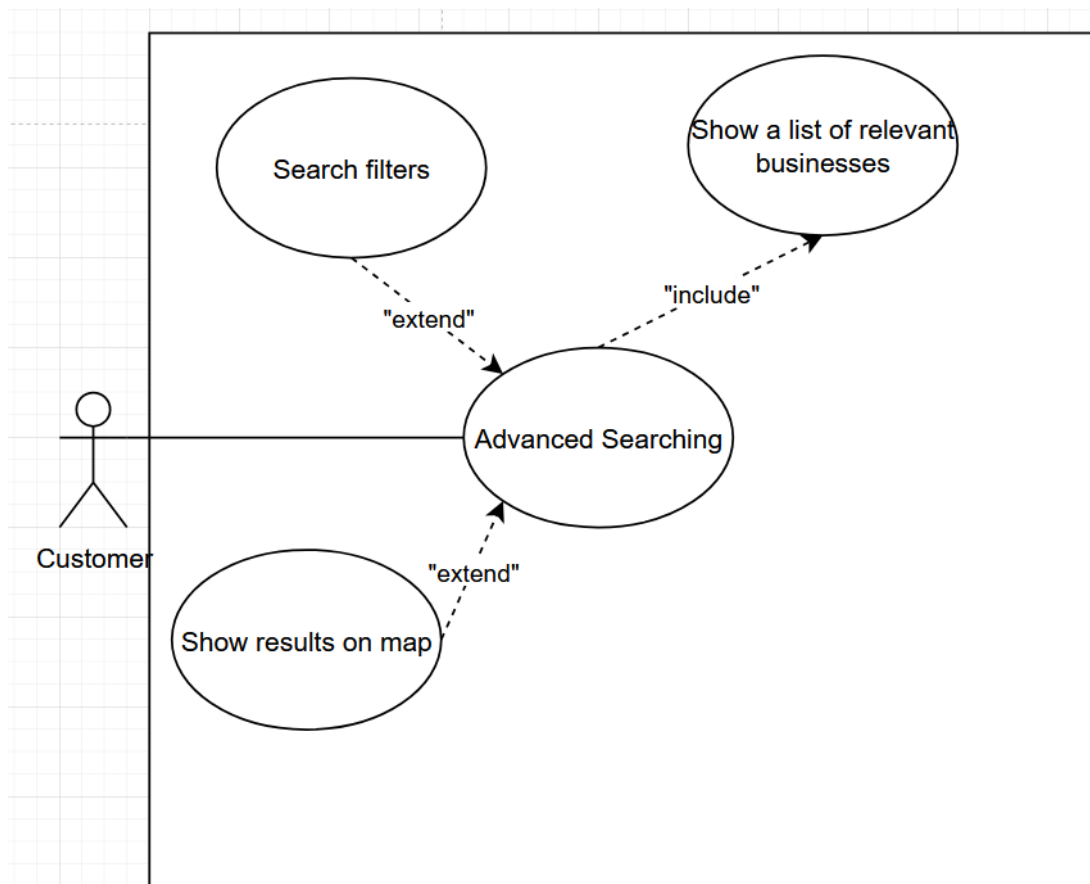 Search filters
Show a list of relevant
businesses
"extend"
"include"
Advanced Searching
Customer
"extend"
Show results on map